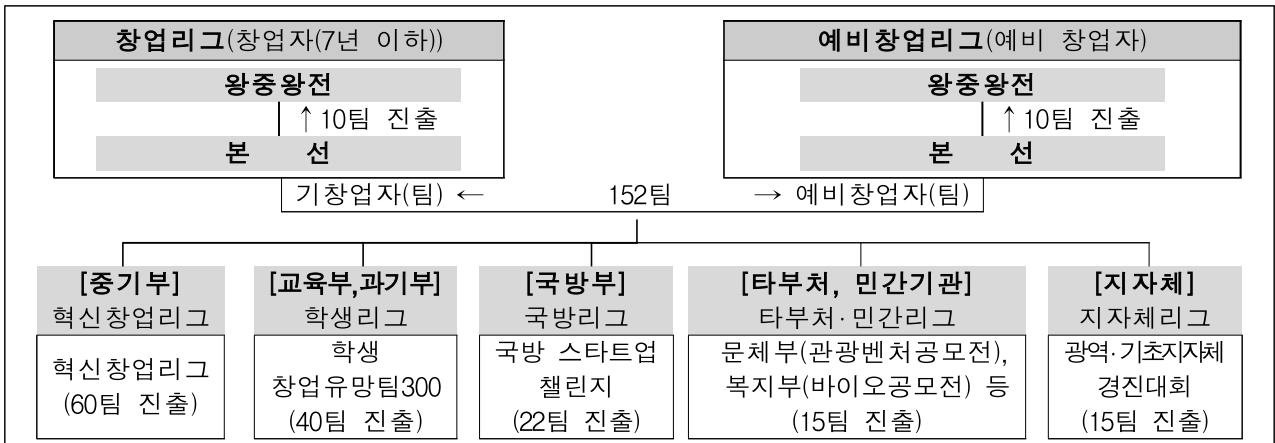 창업리그(창업자(7년 이하))
왕중왕전
↑10팀 진출
본 선
예비창업리그(예비 창업자)
왕중왕전
↑10팀 진출
본 선
기창업자(팀) ← 152팀 → 예비창업자(팀)
[중기부]
혁신창업리그
혁신창업리그
(60팀 진출)
[교육부,과기부]
학생리그
학생
창업유망팀300
(40팀 진출)
[국방부]
국방리그
국방 스타트업
챌린지
(22팀 진출)
[타부처, 민간기관]
타부처·민간리그
문체부(관광벤처공모전),
복지부(바이오공모전) 등
(15팀 진출)
[지자체]
지자체리그
광역·기초지자체
경진대회
(15팀 진출)